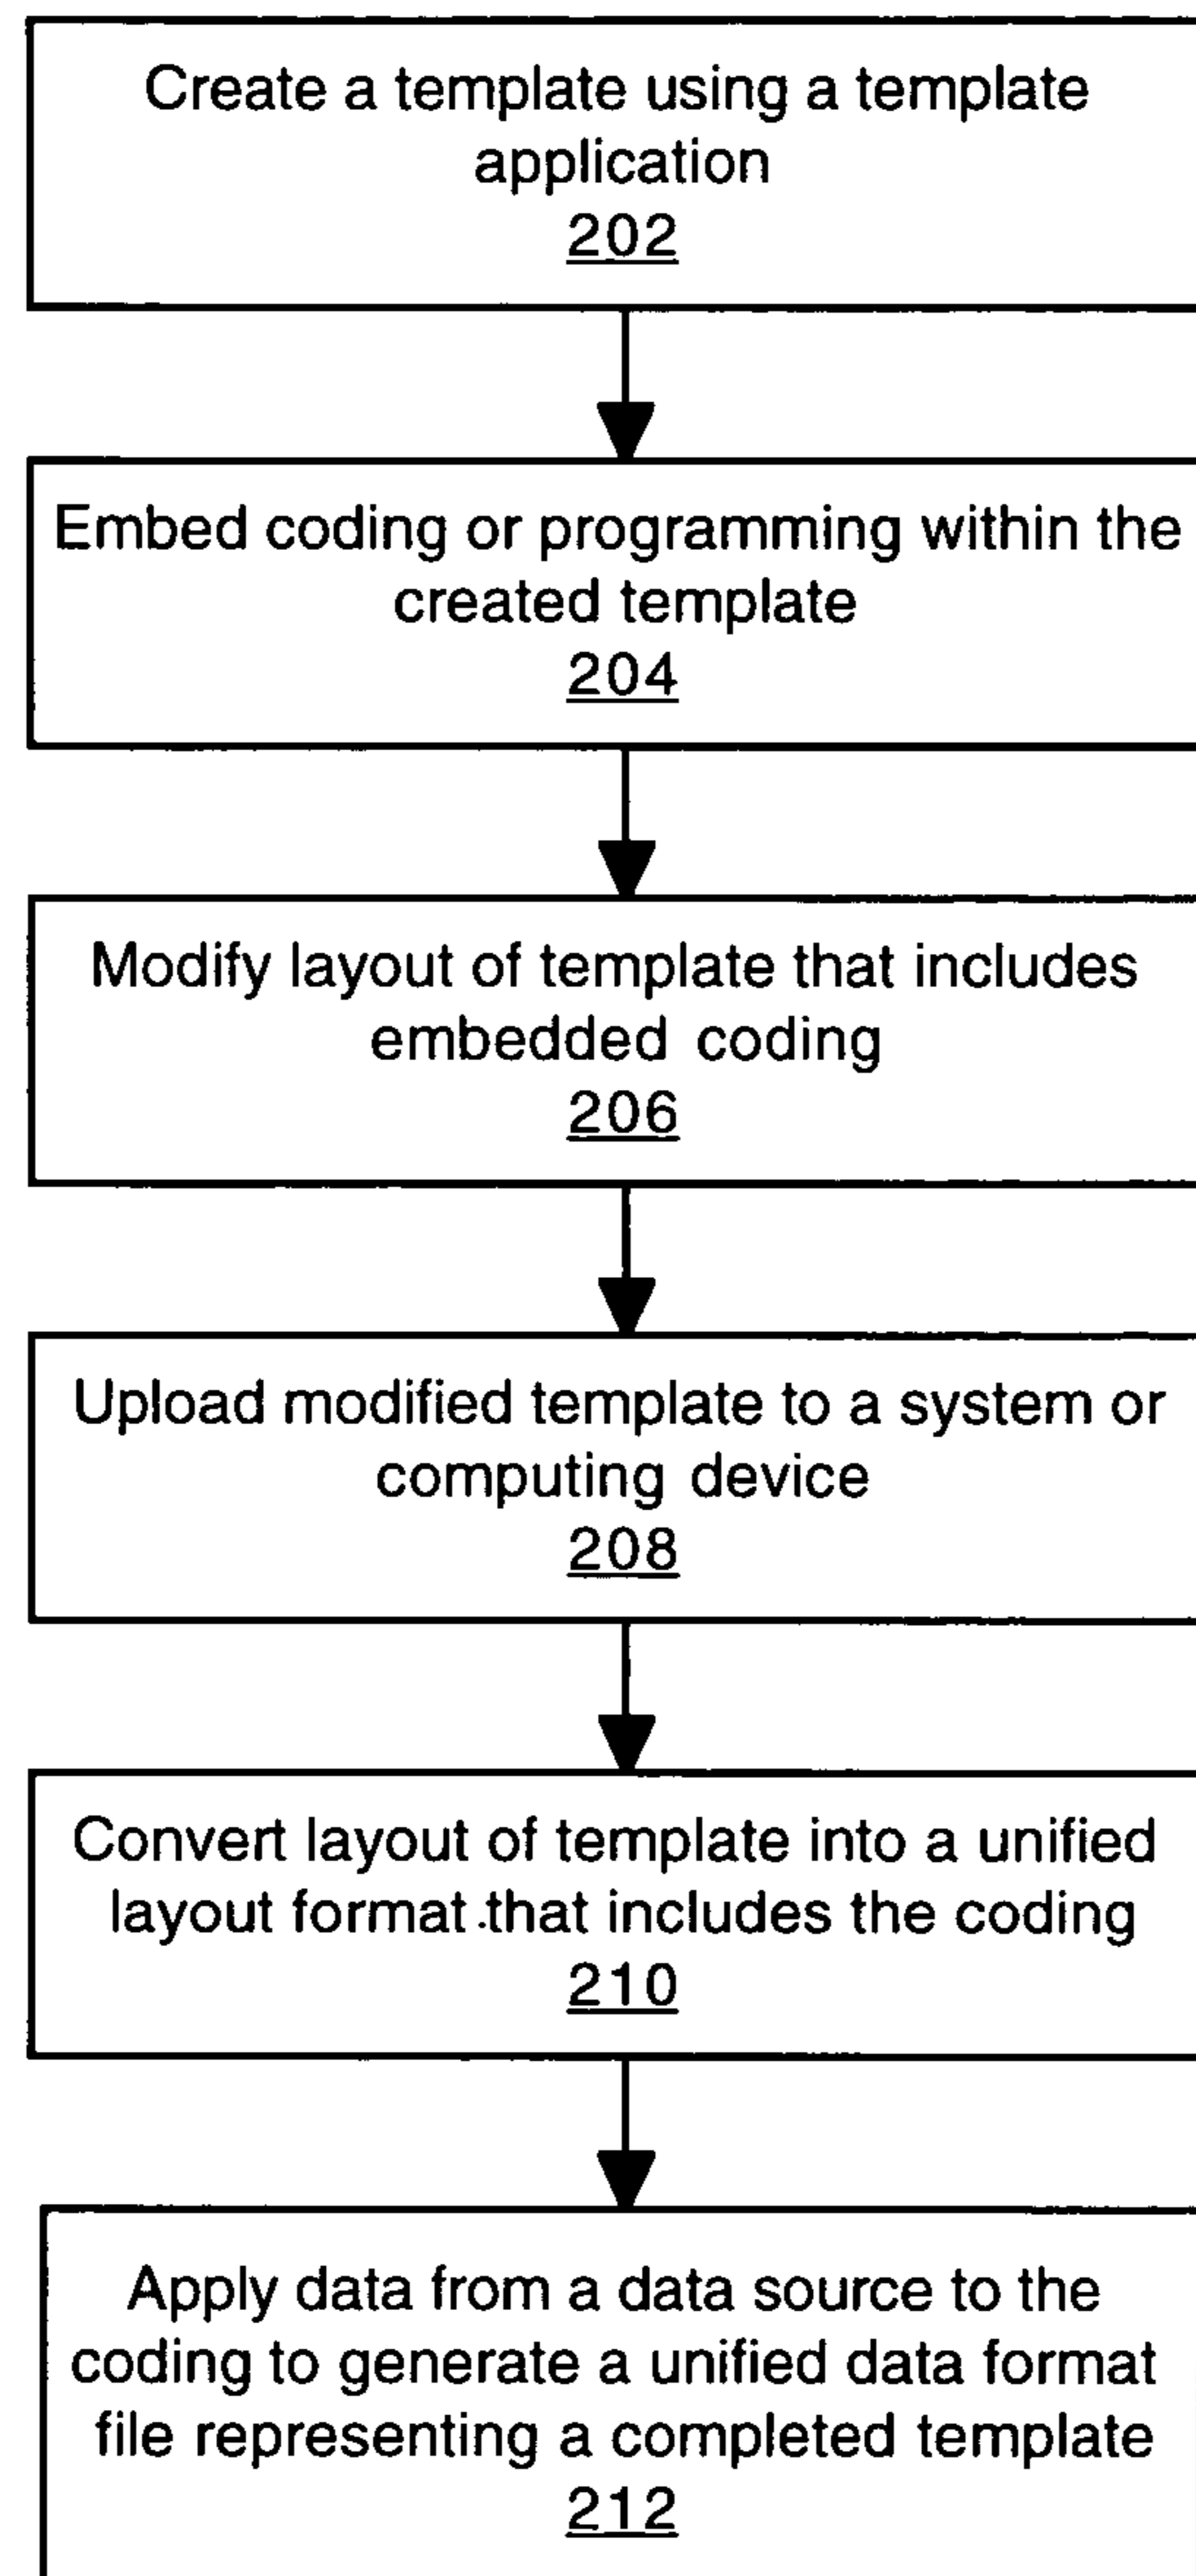 Create a template using a template
application
202
Embed coding or programming within the
created template
204
Modify layout of template that includes
embedded coding
206
Upload modified template to a system or
computing device
208
Convert layout of template into a unified
layout format that includes the coding
210
Apply data from a data source to the
coding to generate a unified data format
file representing a completed template
212